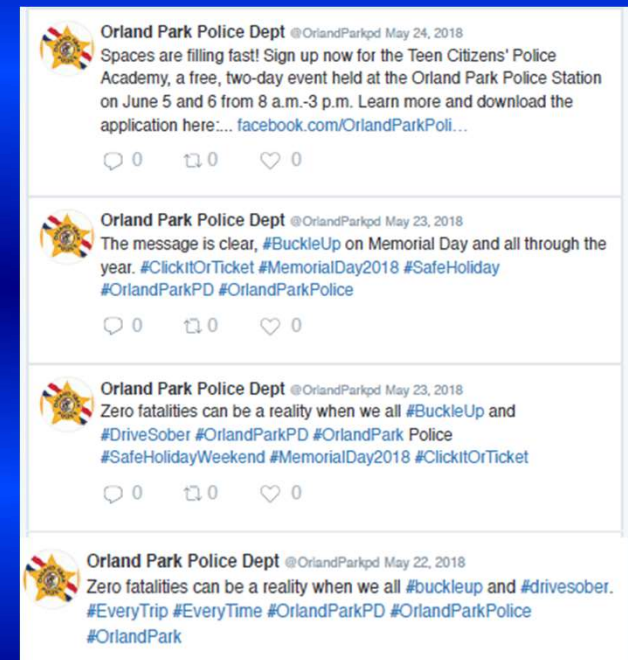 Orland Park Police Dept @OrlandParkpd May 24, 2018
Spaces are filling fast! Sign up now for the Teen Citizens' Police
Academy, a free, two-day event held at the Orland Park Police Station
on June 5 and 6 from 8 a.m.-3 p.m. Learn more and download the
application here:... facebook.com/OrlandParkPoli…
0 0 0
Orland Park Police Dept @OrlandParkpd May 23, 2018
The message is clear, #BuckleUp on Memorial Day and all through the
year. #ClickItOrTicket #MemorialDay2018 #SafeHoliday
#OrlandParkPD #OrlandParkPolice
0 0 0
Orland Park Police Dept @OrlandParkpd May 23, 2018
Zero fatalities can be a reality when we all #BuckleUp and
#DriveSober #OrlandParkPD #OrlandPark Police
#SafeHolidayWeekend #MemorialDay2018 #ClickItOrTicket
0 0 0
Orland Park Police Dept @OrlandParkpd May 22, 2018
Zero fatalities can be a reality when we all #buckleup and #drivesober.
#EveryTrip #EveryTime #OrlandParkPD #OrlandParkPolice
#OrlandPark